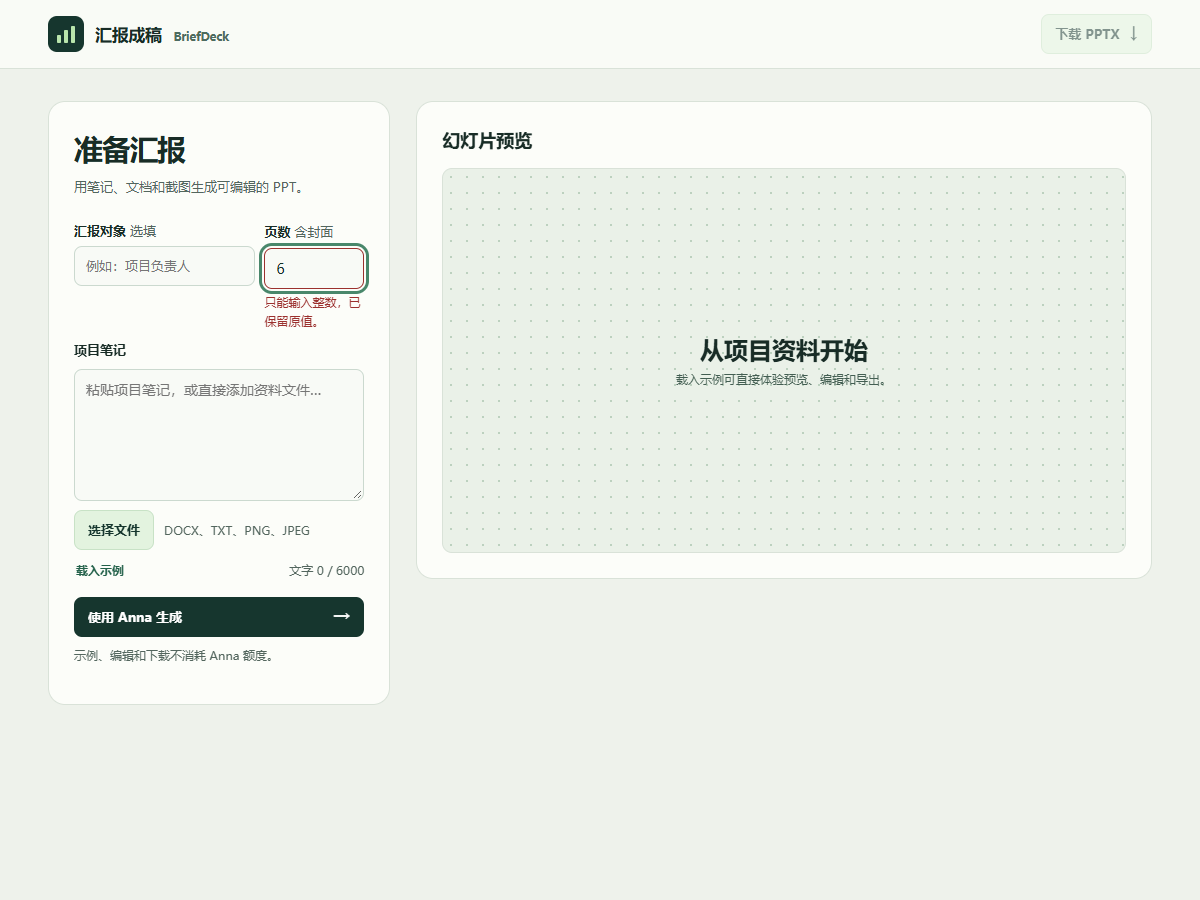 汇报成稿 BriefDeck
下载 PPTX ↓
准备汇报
用笔记、文档和截图生成可编辑的 PPT。
汇报对象 选填
例如：项目负责人
页数 含封面
6
只能输入整数，已
保留原值。
项目笔记
粘贴项目笔记，或直接添加资料文件...
选择文件 DOCX、TXT、PNG、JPEG
载入示例 文字 0 / 6000
使用 Anna 生成 →
示例、编辑和下载不消耗 Anna 额度。
幻灯片预览
从项目资料开始
载入示例可直接体验预览、编辑和导出。